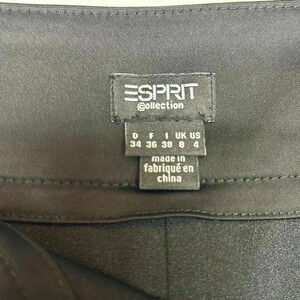 ESPRIT
collection
D F I UK US
34 36 38 8 4
made in
fabriqué en
china